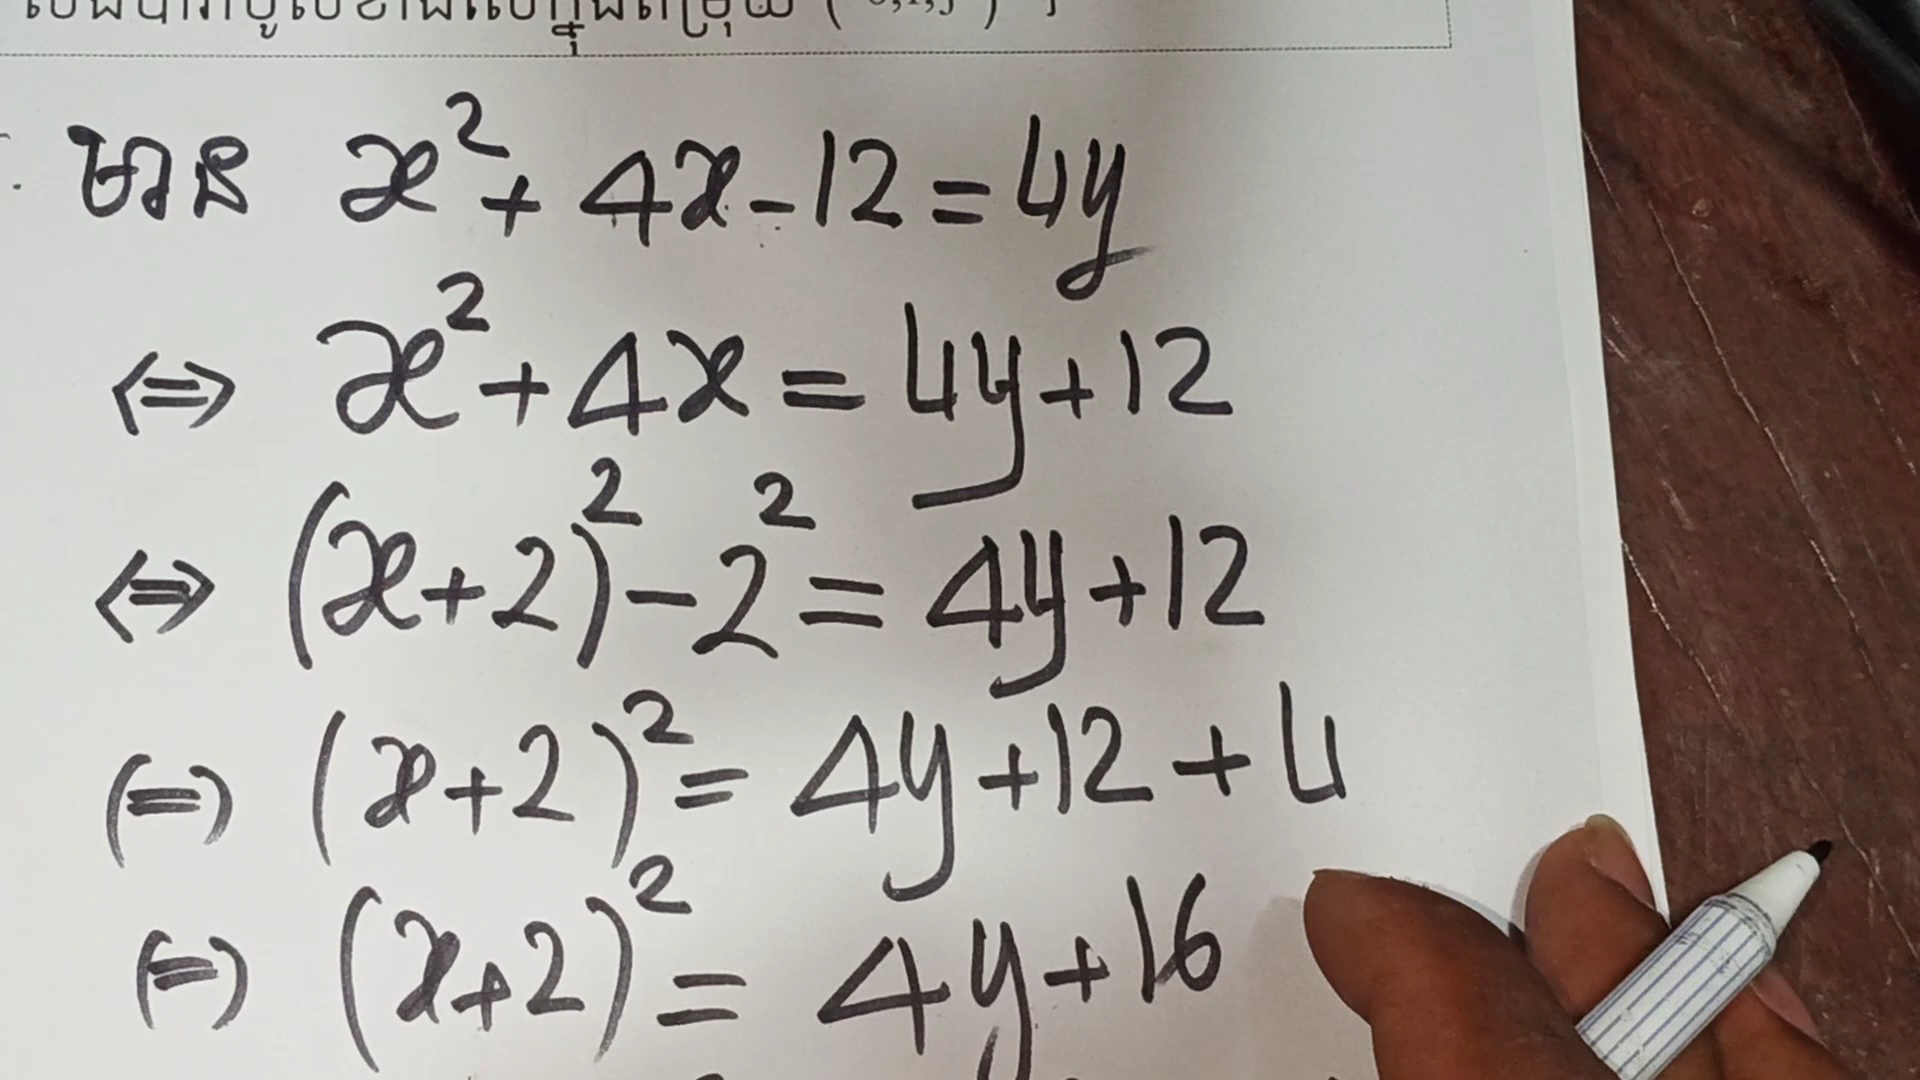 មាន x² + 4x - 12 = 4y
⇔ x² + 4x = 4y + 12
⇔ (x + 2)² - 2² = 4y + 12
⇔ (x + 2)² = 4y + 12 + 4
⇔ (x + 2)² = 4y + 16